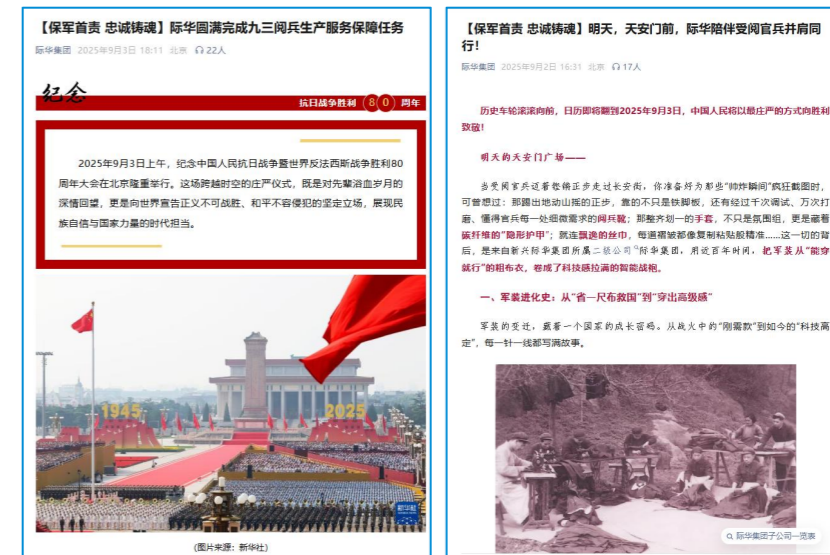 【保军首责 忠诚铸魂】际华圆满完成九三阅兵生产服务保障任务
际华集团 2025年9月3日 18:11 北京 22人
纪念
抗日战争胜利 80 周年
2025年9月3日上午，纪念中国人民抗日战争暨世界反法西斯战争胜利80
周年大会在北京隆重举行。这场跨越时空的庄严仪式，既是对先辈浴血岁月的
深情回望，更是向世界宣告正义不可战胜、和平不容侵犯的坚定立场，展现民
族自信与国家力量的时代担当。
1945
2025
新华社
(图片来源：新华社)
【保军首责 忠诚铸魂】明天，天安门前，际华陪伴受阅官兵并肩同
行！
际华集团 2025年9月2日 16:31 北京 17人
历史车轮滚滚向前，日历即将翻到2025年9月3日，中国人民将以最庄严的方式向胜利
致敬！
明天的天安门广场——
当受阅官兵迈着铿锵正步走过长安街，你准备好为那些“帅炸瞬间”疯狂截图时，
可曾想过：那踢出地动山摇的正步，靠的不只是铁脚板，还有经过千次调试、万次打
磨、懂得官兵每一处细微需求的阅兵靴；那整齐划一的手套，不只是氛围组，更是藏着
碳纤维的“隐形护甲”；就连飘逸的丝巾，每道褶皱都像复制粘贴般精准……这一切的背
后，是来自新兴际华集团所属二级公司际华集团，用近百年时间，把军装从“能穿
就行”的粗布衣，卷成了科技感拉满的智能战袍。
一、军装进化史：从“省一尺布救国”到“穿出高级感”
军装的变迁，藏着一个国家的成长密码。从战火中的“刚需款”到如今的“科技高
定”，每一针一线都写满故事。
际华集团子公司一览表